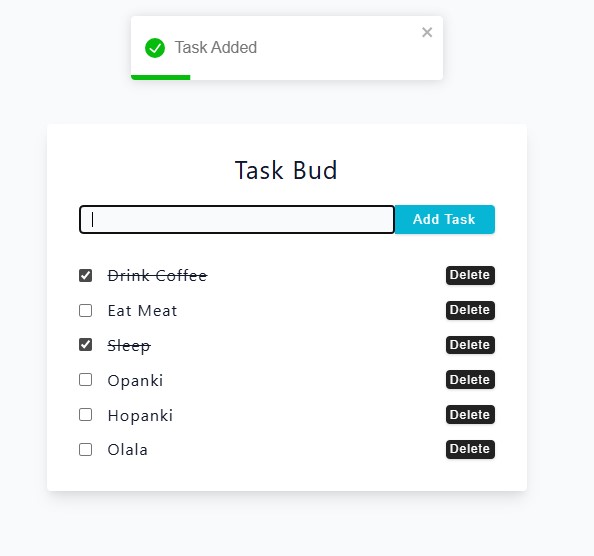 Task Added
Task Bud
Add Task
Drink Coffee Delete
Eat Meat Delete
Sleep Delete
Opanki Delete
Hopanki Delete
Olala Delete